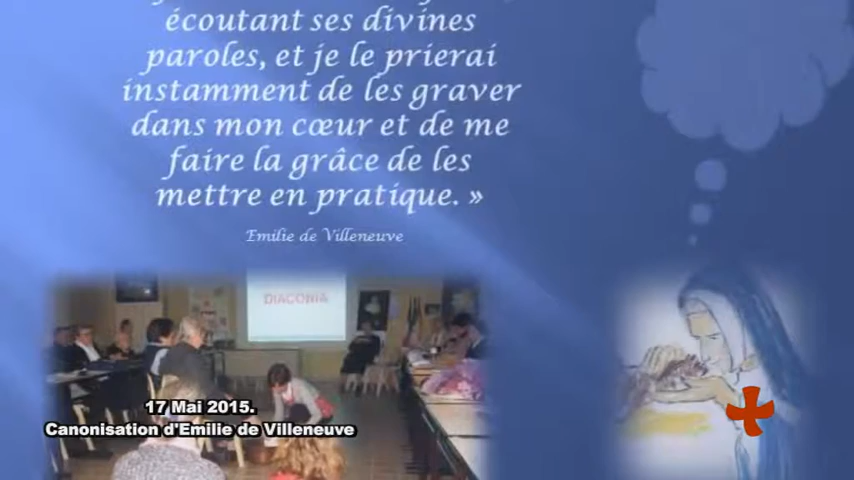 écoutant ses divines
paroles, et je le prierai
instamment de les graver
dans mon cœur et de me
faire la grâce de les
mettre en pratique. »
Emilie de Villeneuve
DIACONIA
17 Mai 2015.
Canonisation d'Emilie de Villeneuve